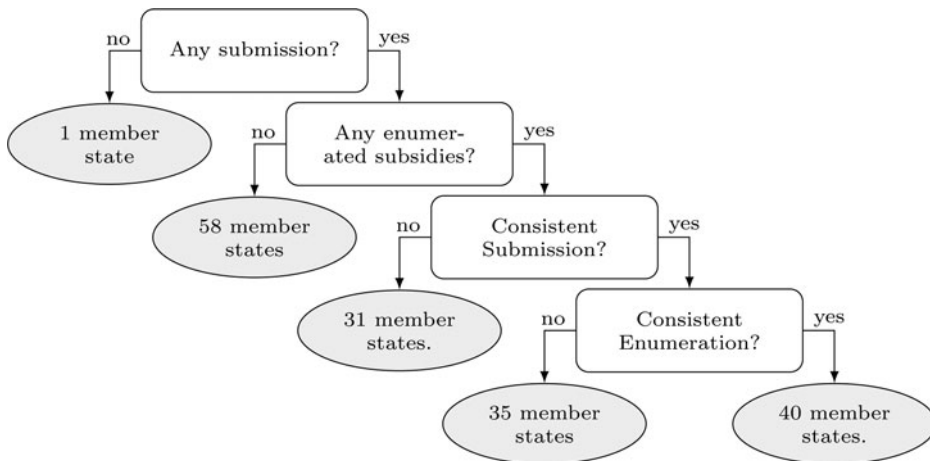 no
Any submission?
yes
1 member
state
no
Any enumer-
ated subsidies?
yes
58 member
states
no
Consistent
Submission?
yes
31 member
states.
no
Consistent
Enumeration?
yes
35 member
states
40 member
states.